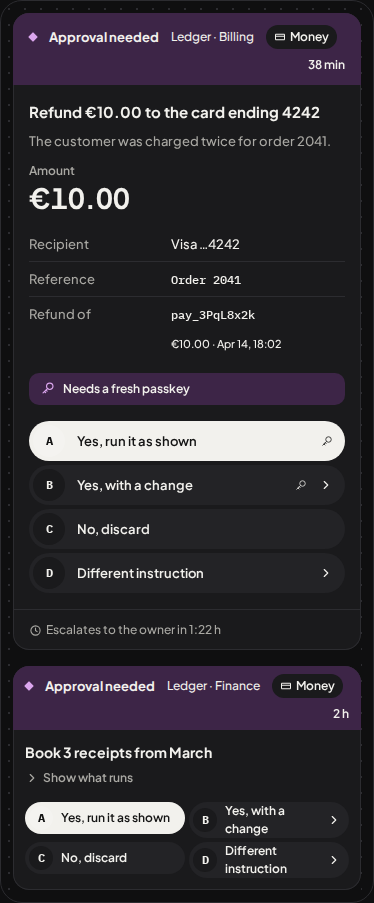 Approval needed Ledger · Billing Money
38 min
Refund €10.00 to the card ending 4242
The customer was charged twice for order 2041.
Amount
€10.00
Recipient Visa …4242
Reference Order 2041
Refund of pay_3PqL8x2k
€10.00 · Apr 14, 18:02
Needs a fresh passkey
A Yes, run it as shown
B Yes, with a change
C No, discard
D Different instruction
Escalates to the owner in 1:22 h
Approval needed Ledger · Finance Money
2 h
Book 3 receipts from March
Show what runs
A Yes, run it as shown
B Yes, with a
change
C No, discard
D Different
instruction